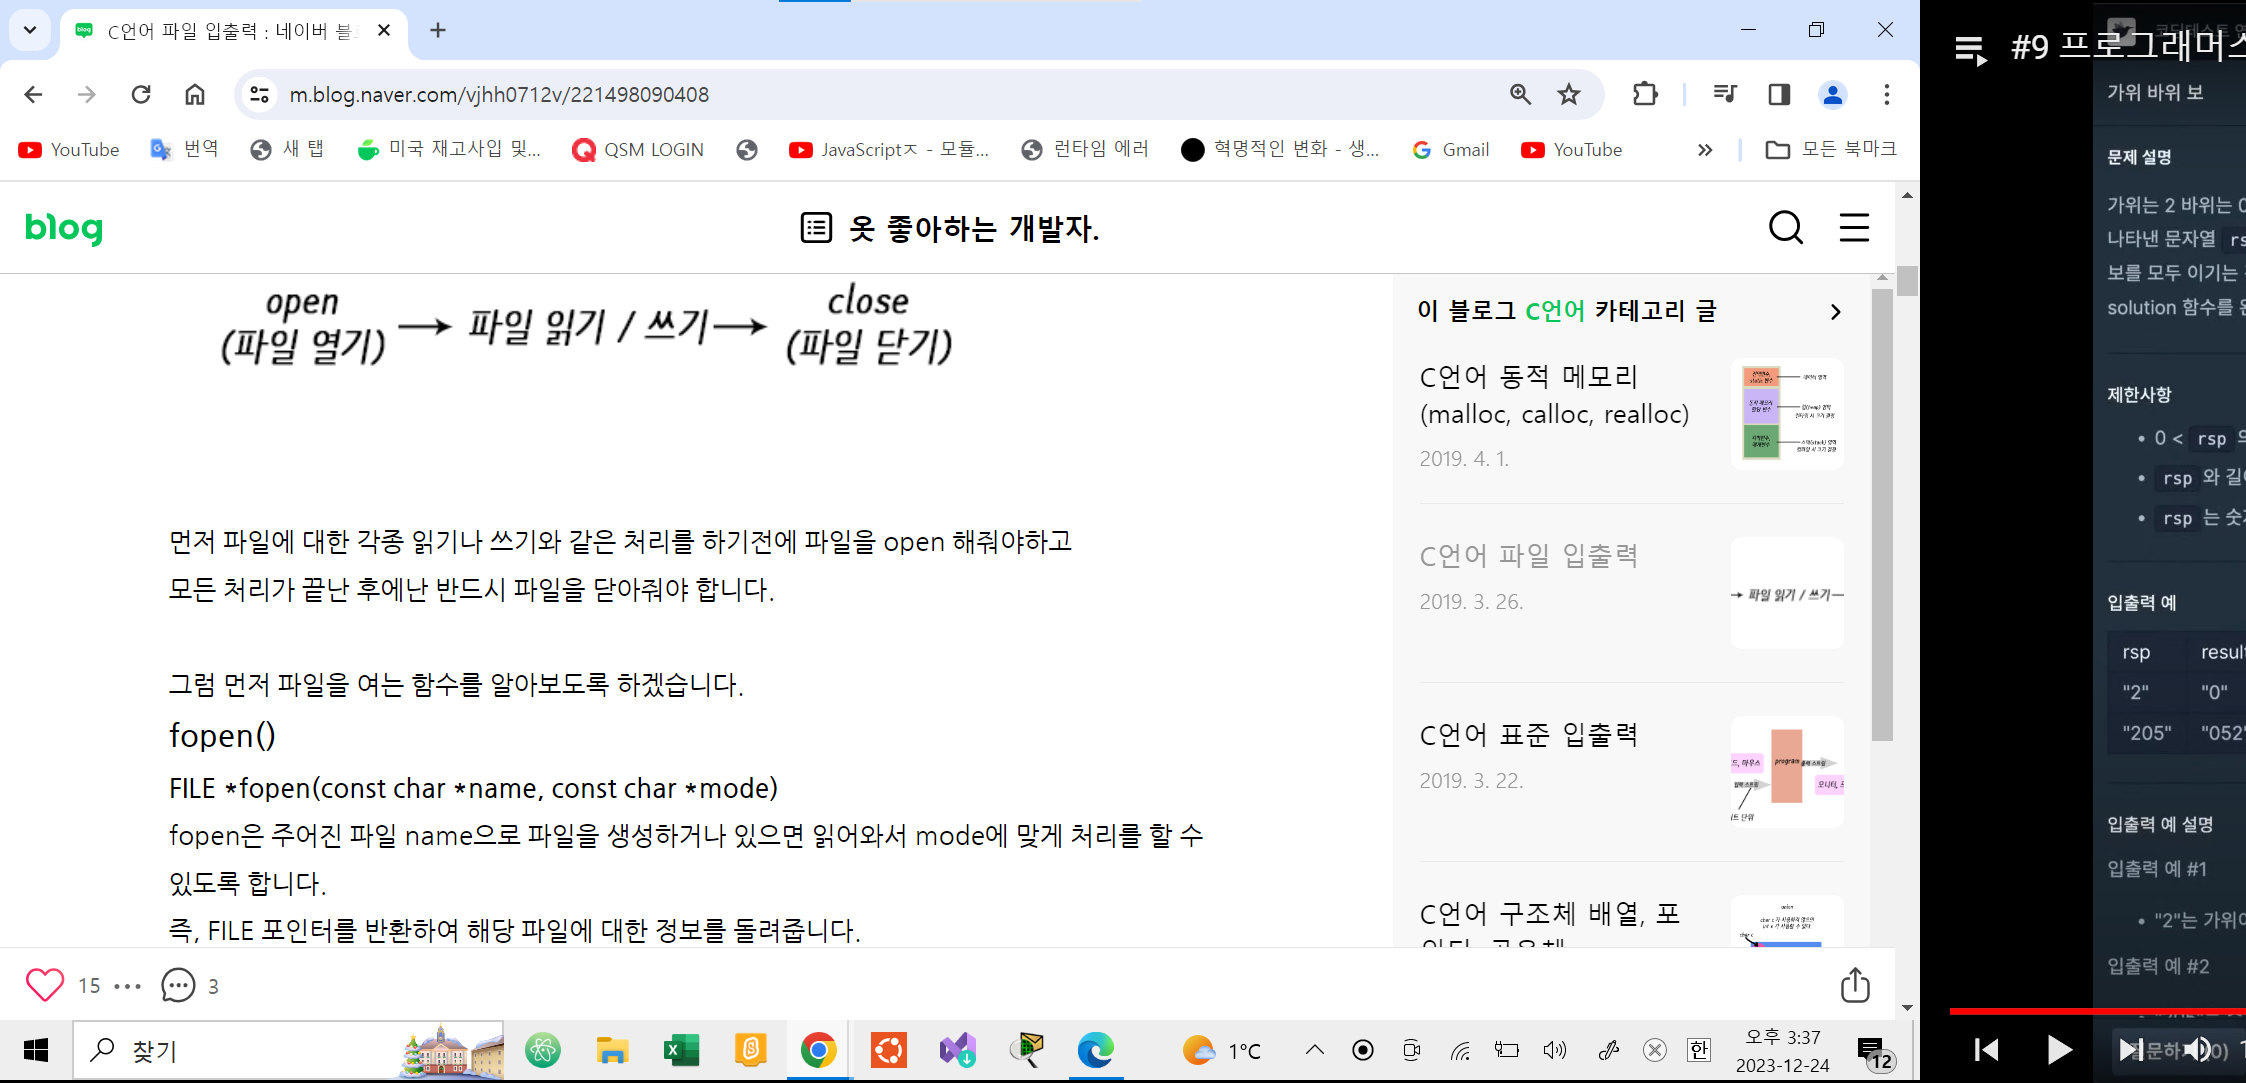 C언어 파일 입출력 : 네이버 블
m.blog.naver.com/vjhh0712v/221498090408
YouTube
번역
새 탭
미국 재고사입 및...
QSM LOGIN
JavaScriptㅈ - 모듈...
런타임 에러
혁명적인 변화 - 생...
Gmail
YouTube
모든 북마크
blog
옷 좋아하는 개발자.
open
(파일 열기)
파일 읽기 / 쓰기
close
(파일 닫기)
먼저 파일에 대한 각종 읽기나 쓰기와 같은 처리를 하기전에 파일을 open 해줘야하고
모든 처리가 끝난 후에난 반드시 파일을 닫아줘야 합니다.
그럼 먼저 파일을 여는 함수를 알아보도록 하겠습니다.
fopen()
FILE *fopen(const char *name, const char *mode)
fopen은 주어진 파일 name으로 파일을 생성하거나 있으면 읽어와서 mode에 맞게 처리를 할 수
있도록 합니다.
즉, FILE 포인터를 반환하여 해당 파일에 대한 정보를 돌려줍니다.
15
3
이 블로그 C언어 카테고리 글
C언어 동적 메모리
(malloc, calloc, realloc)
2019. 4. 1.
C언어 파일 입출력
2019. 3. 26.
파일 읽기 / 쓰기
C언어 표준 입출력
2019. 3. 22.
program
C언어 구조체 배열, 포
찾기
1°C
한
오후 3:37
2023-12-24
12
#9 프로그래머스
가위 바위 보
문제 설명
가위는 2 바위는 0
나타낸 문자열 rs
보를 모두 이기는
solution 함수를 완
제한사항
0 < rsp 의
rsp 와 길이
rsp 는 숫자
입출력 예
rsp result
"2" "0"
"205" "052"
입출력 예 설명
입출력 예 #1
"2"는 가위이
입출력 예 #2